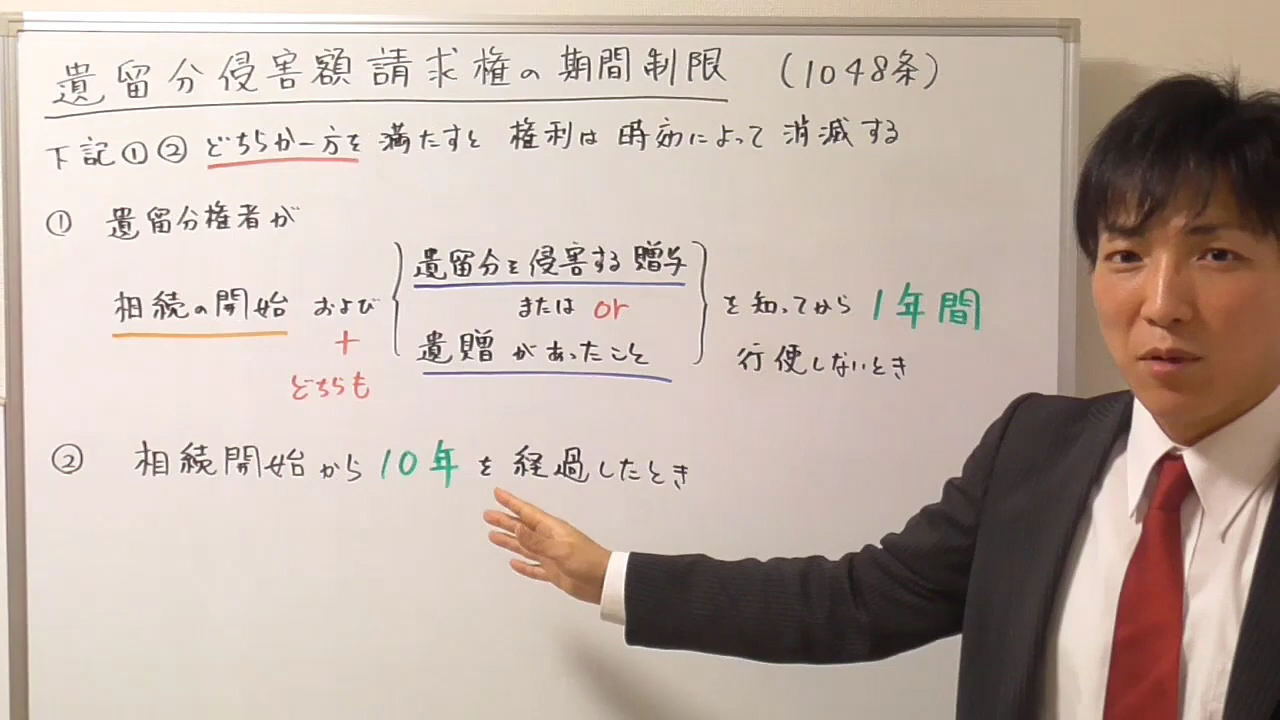 遺留分侵害額請求権の期間制限 (1048条)
下記①② どちらか一方を 満たすと 権利は 時効によって 消滅する
① 遺留分権者が
相続の開始 および 遺留分を侵害する贈与 または or 遺贈 があったこと を知ってから 1年間
+ どちらも 行使しないとき
② 相続開始から 10年 を経過したとき